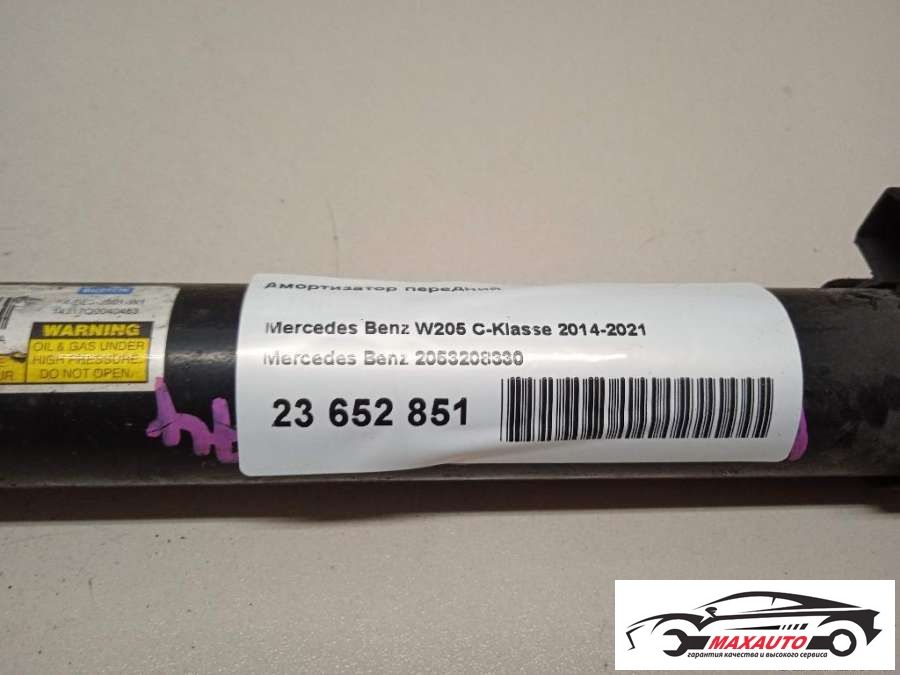 Амортизатор передний
Mercedes Benz W205 C-Klasse 2014-2021
Mercedes Benz 2053208330
23 652 851
WARNING
OIL & GAS UNDER
HIGH PRESSURE.
DO NOT OPEN.
MAXAUTO
гарантия качества и высокого сервиса